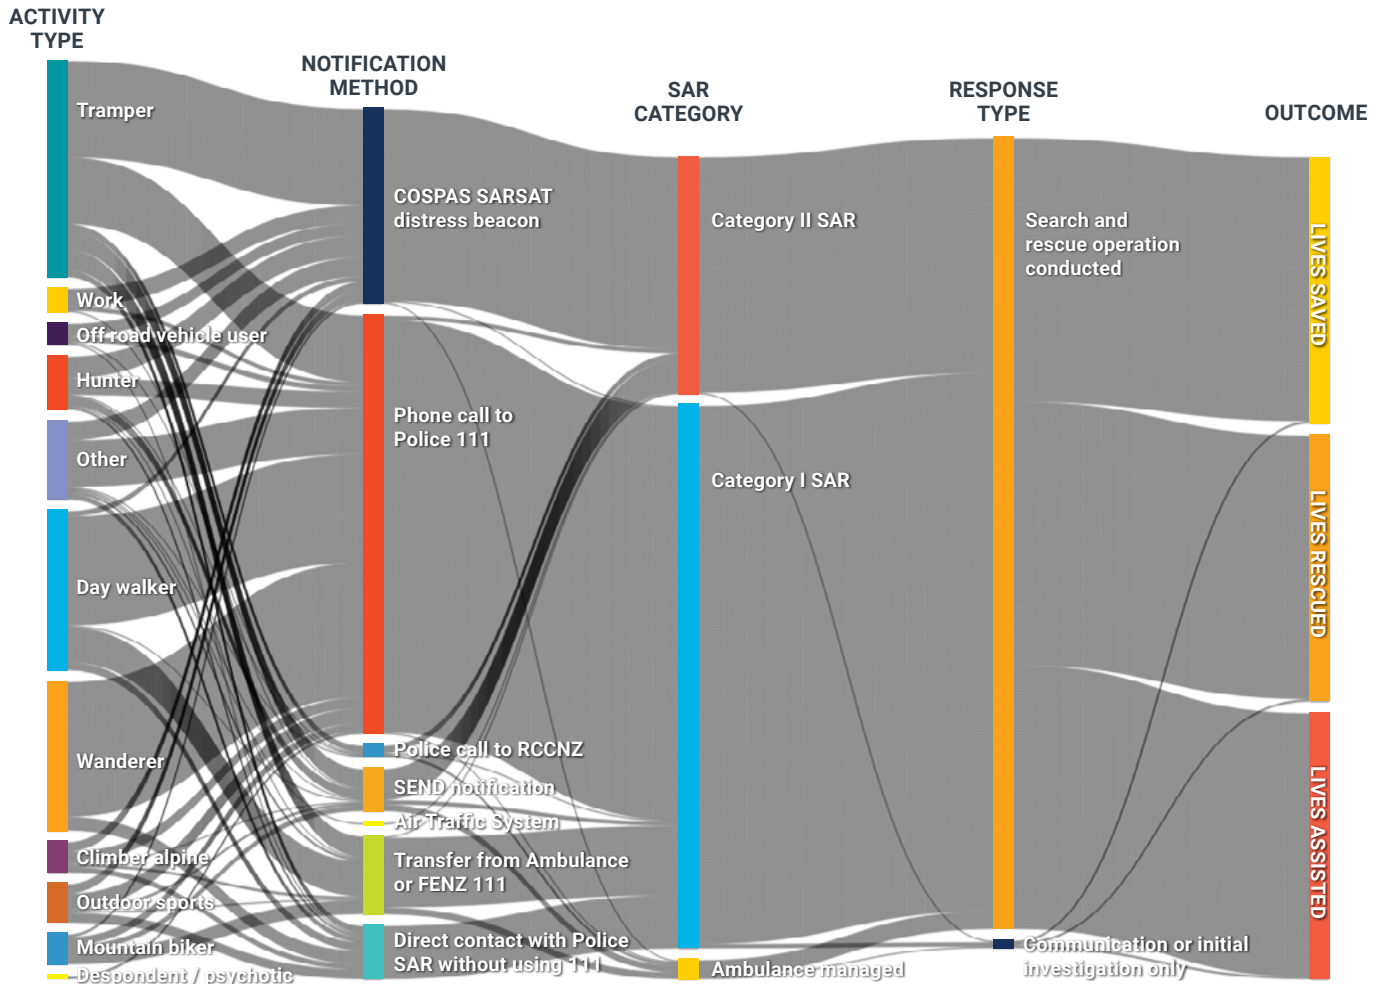 ACTIVITY
TYPE
Tramper
Work
Off road vehicle user
Hunter
Other
Day walker
Wanderer
Climber alpine
Outdoor sports
Mountain biker
Despondent / psychotic
NOTIFICATION
METHOD
COSPAS SARSAT
distress beacon
Phone call to
Police 111
Police call to RCCNZ
SEND notification
Air Traffic System
Transfer from Ambulance
or FENZ 111
Direct contact with Police
SAR without using 111
SAR
CATEGORY
Category II SAR
Category I SAR
Ambulance managed
RESPONSE
TYPE
Search and
rescue operation
conducted
Communication or initial
investigation only
OUTCOME
LIVES SAVED
LIVES RESCUED
LIVES ASSISTED